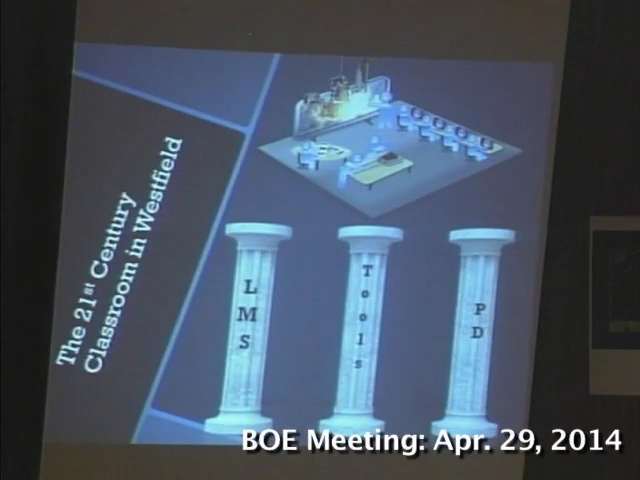 The 21st Century
Classroom in Westfield
LMS
Tools
PD
BOE Meeting: Apr. 29, 2014